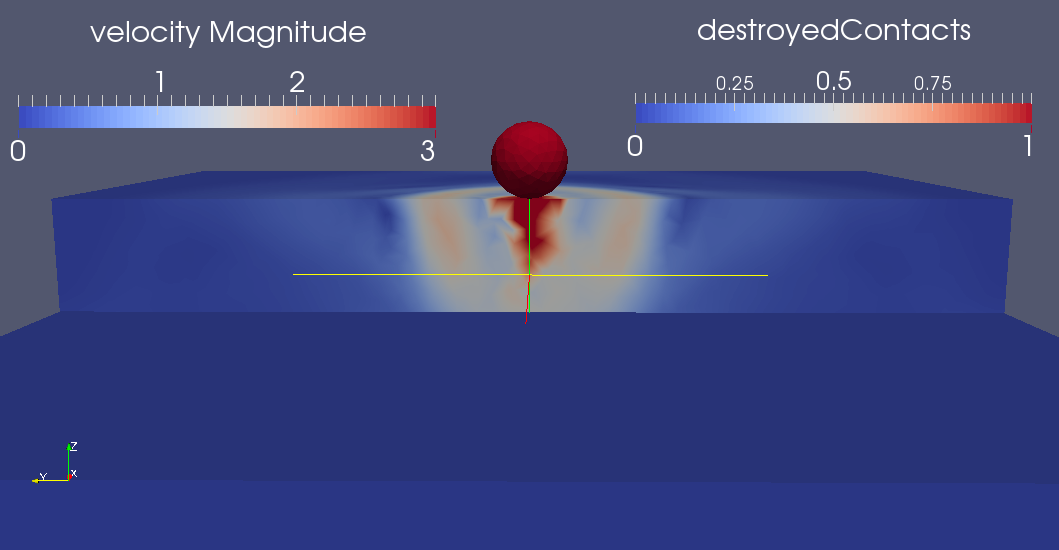 velocity Magnitude
1 2
0 3
destroyedContacts
0.25 0.5 0.75
0 1
Z
Y X